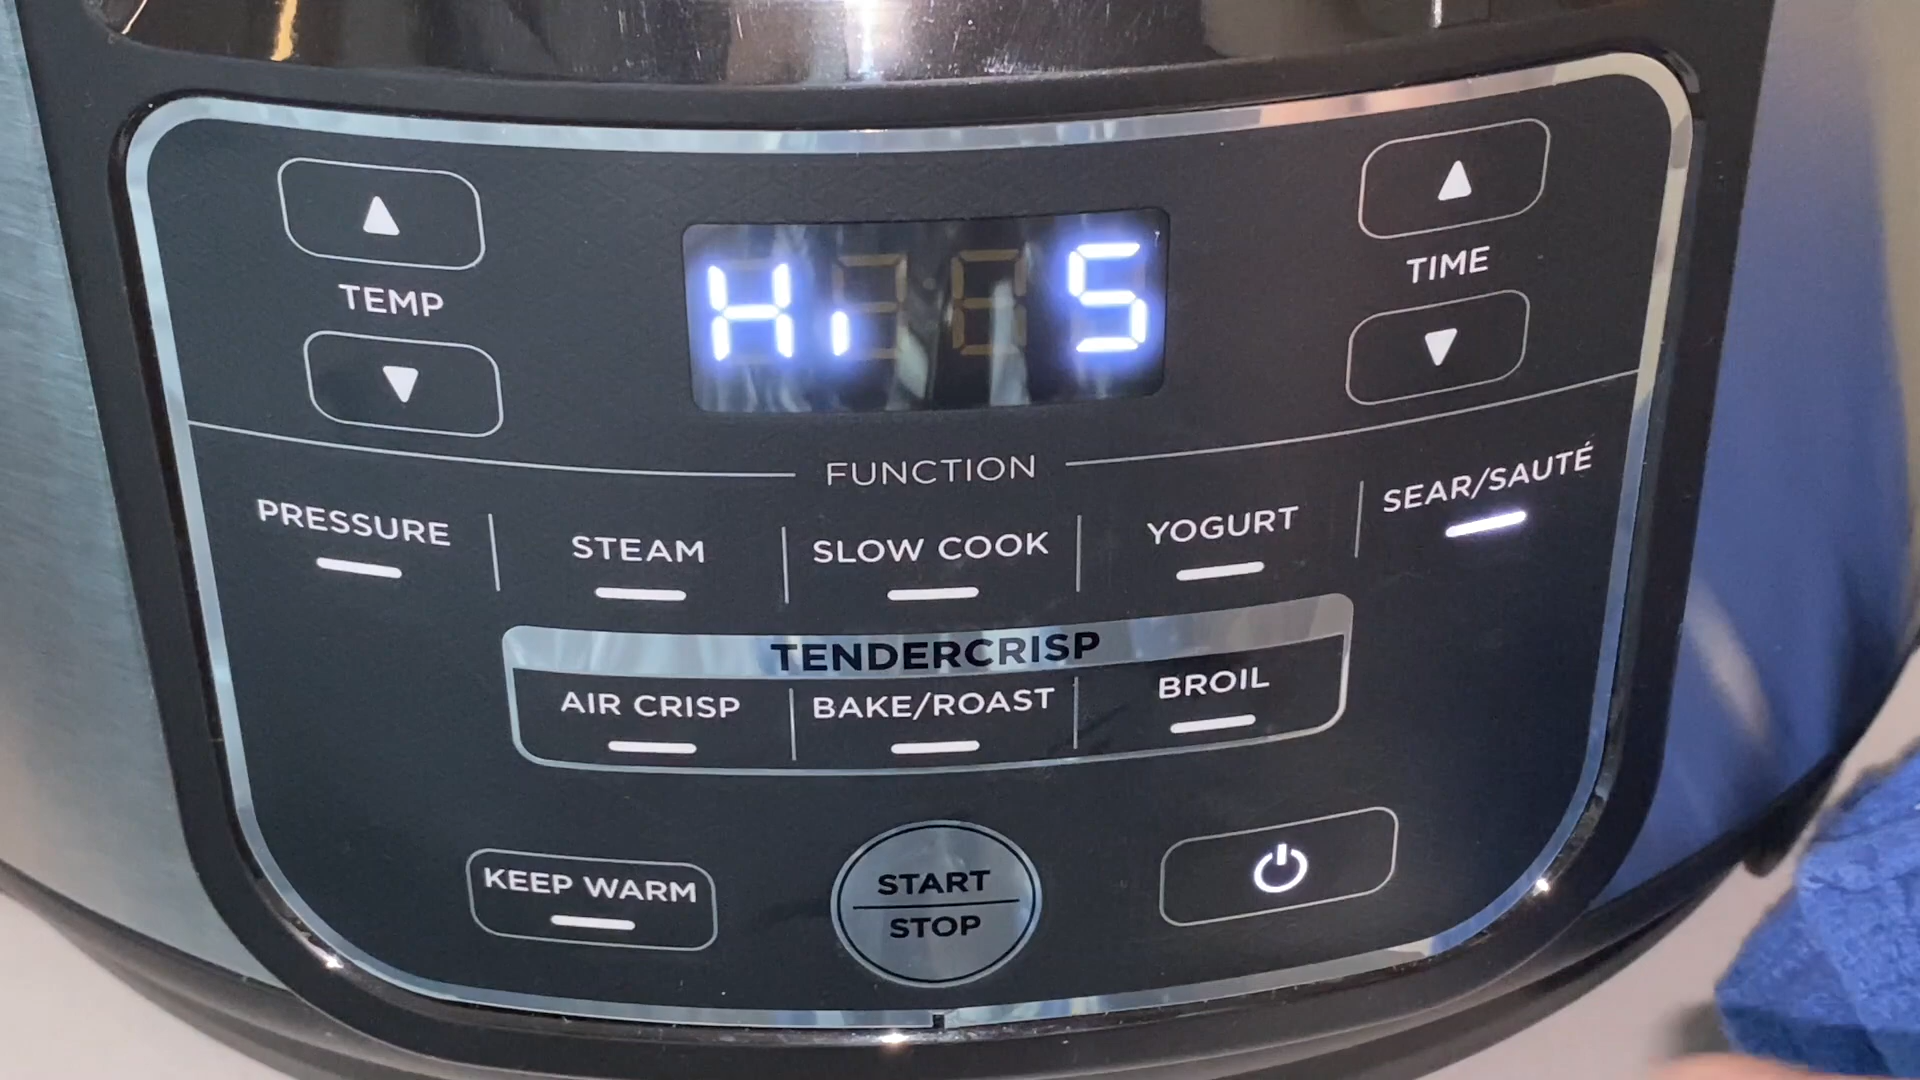 TEMP
Hi 5
TIME
FUNCTION
PRESSURE
STEAM
SLOW COOK
YOGURT
SEAR/SAUTÉ
TENDERCRISP
AIR CRISP
BAKE/ROAST
BROIL
KEEP WARM
START
STOP